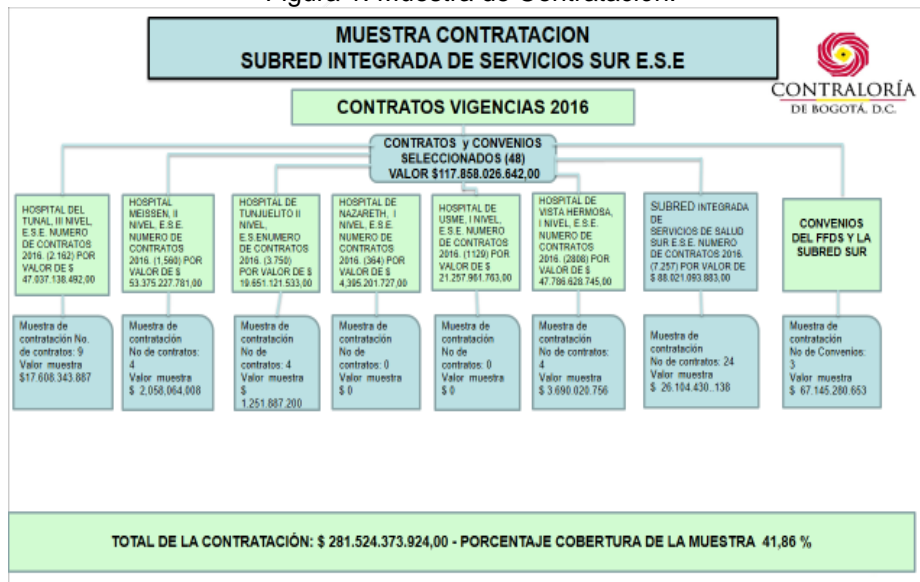 Figura 1. Muestra de Contratación.
MUESTRA CONTRATACION
SUBRED INTEGRADA DE SERVICIOS SUR E.S.E
CONTRALORÍA
DE BOGOTÁ, D.C.
CONTRATOS VIGENCIAS 2016
CONTRATOS y CONVENIOS
SELECCIONADOS (48)
VALOR $117.858.026.642,00
HOSPITAL DEL
TUNAL, III NIVEL,
E.S.E. NUMERO
DE CONTRATOS
2016. (2.162) POR
VALOR DE $
47.037.138.492,00
HOSPITAL
MEISSEN, II
NIVEL, E.S.E.
NUMERO DE
CONTRATOS
2016. (1,560) POR
VALOR DE $
53.375.227.781,00
HOSPITAL DE
TUNJUELITO II
NIVEL,
E.S.ENUMERO
DE CONTRATOS
2016. (3.750)
POR VALOR DE $
19.651.121.533,00
HOSPITAL DE
NAZARETH, I
NIVEL, E.S.E.
NUMERO DE
CONTRATOS
2016. (364) POR
VALOR DE $
4,395.201.727,00
HOSPITAL DE
USME, I NIVEL,
E.S.E. NUMERO
DE CONTRATOS
2016. (1129) POR
VALOR DE $
21.257.961.763,00
HOSPITAL DE
VISTA HERMOSA,
I NIVEL, E.S.E.
NUMERO DE
CONTRATOS
2016. (2808) POR
VALOR DE $
47.786.628.745,00
SUBRED INTEGRADA
DE
SERVICIOS DE SALUD
SUR E.S.E. NUMERO
DE CONTRATOS 2016.
(7.257) POR VALOR DE
$ 88.021.093.883,00
CONVENIOS
DEL FFDS Y LA
SUBRED SUR
Muestra de
contratación No.
de contratos: 9
Valor muestra
$17.608.343.887
Muestra de
contratación
No de contratos:
4
Valor muestra
$ 2,058,064,008
Muestra de
contratación
No de
contratos: 4
Valor muestra
$
1.251.887.200
Muestra de
contratación
No de
contratos: 0
Valor muestra
$ 0
Muestra de
contratación
No de
contratos: 0
Valor muestra
$ 0
Muestra de
contratación
No de contratos:
4
Valor muestra
$ 3.690.020.756
Muestra de
contratación
No de contratos: 24
Valor muestra
$ 26.104.430..138
Muestra de
contratación
No de Convenios:
3
Valor muestra
$ 67.145.280.653
TOTAL DE LA CONTRATACIÓN: $ 281.524.373.924,00 - PORCENTAJE COBERTURA DE LA MUESTRA 41,86 %